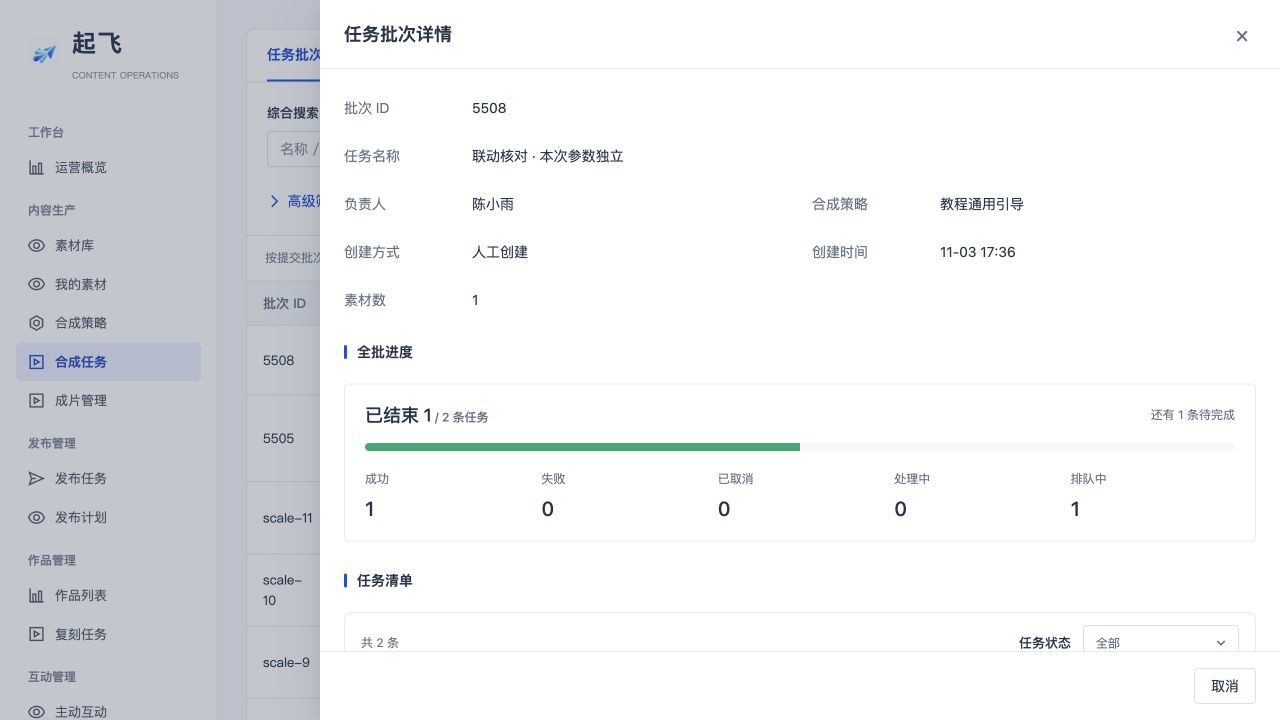 起飞
CONTENT OPERATIONS
工作台
运营概览
内容生产
素材库
我的素材
合成策略
合成任务
成片管理
发布管理
发布任务
发布计划
作品管理
作品列表
复刻任务
互动管理
主动互动
任务批次
综合搜索
名称 /
高级
按提交批次
批次 ID
5508
5505
scale-11
scale-
10
scale-9
任务批次详情
批次 ID 5508
任务名称 联动核对 · 本次参数独立
负责人 陈小雨 合成策略 教程通用引导
创建方式 人工创建 创建时间 11-03 17:36
素材数 1
全批进度
已结束 1 / 2 条任务 还有 1 条待完成
成功 失败 已取消 处理中 排队中
1 0 0 0 1
任务清单
共 2 条 任务状态 全部
取消